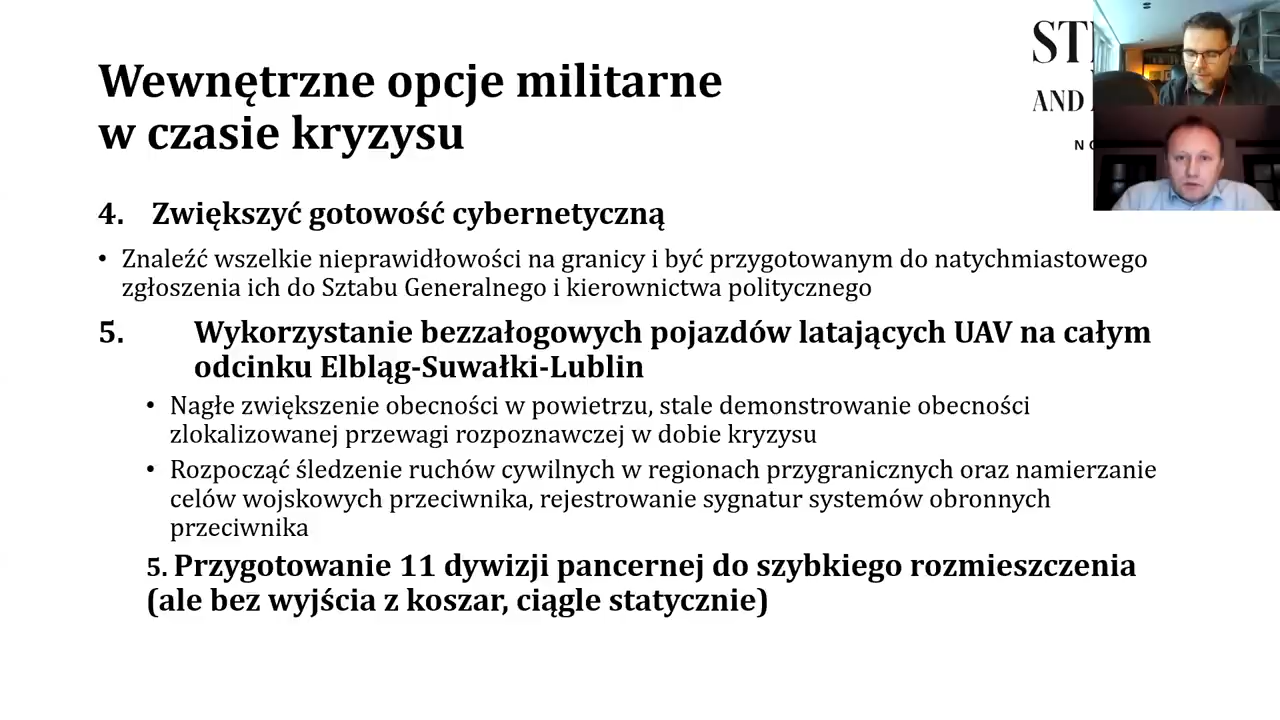 Wewnętrzne opcje militarne
w czasie kryzysu
ST
AND
N
4. Zwiększyć gotowość cybernetyczną
• Znaleźć wszelkie nieprawidłowości na granicy i być przygotowanym do natychmiastowego
zgłoszenia ich do Sztabu Generalnego i kierownictwa politycznego
5. Wykorzystanie bezzałogowych pojazdów latających UAV na całym
odcinku Elbląg-Suwałki-Lublin
• Nagłe zwiększenie obecności w powietrzu, stale demonstrowanie obecności
zlokalizowanej przewagi rozpoznawczej w dobie kryzysu
• Rozpocząć śledzenie ruchów cywilnych w regionach przygranicznych oraz namierzanie
celów wojskowych przeciwnika, rejestrowanie sygnatur systemów obronnych
przeciwnika
5. Przygotowanie 11 dywizji pancernej do szybkiego rozmieszczenia
(ale bez wyjścia z koszar, ciągle statycznie)